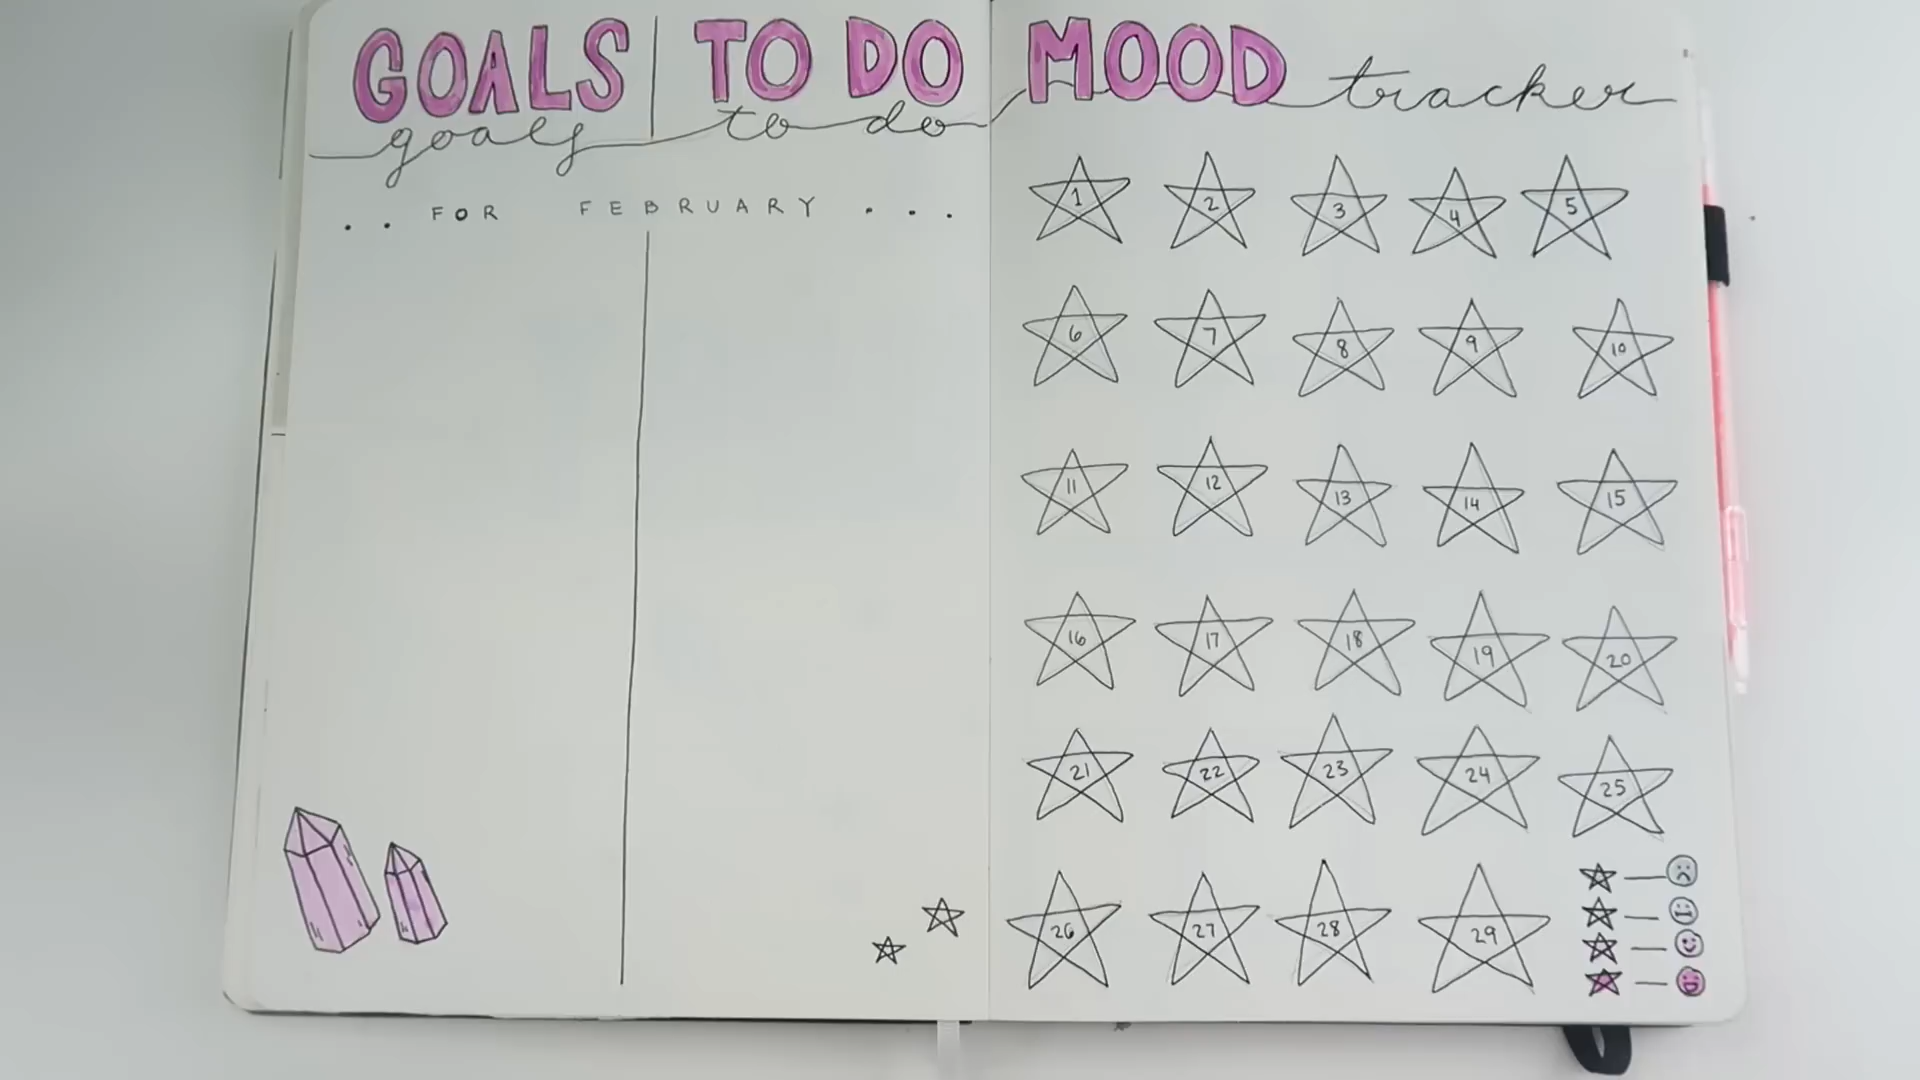 GOALS | TO DO
goals to do
. . FOR FEBRUARY . . .
MOOD tracker
1 2 3 4 5
6 7 8 9 10
11 12 13 14 15
16 17 18 19 20
21 22 23 24 25
26 27 28 29